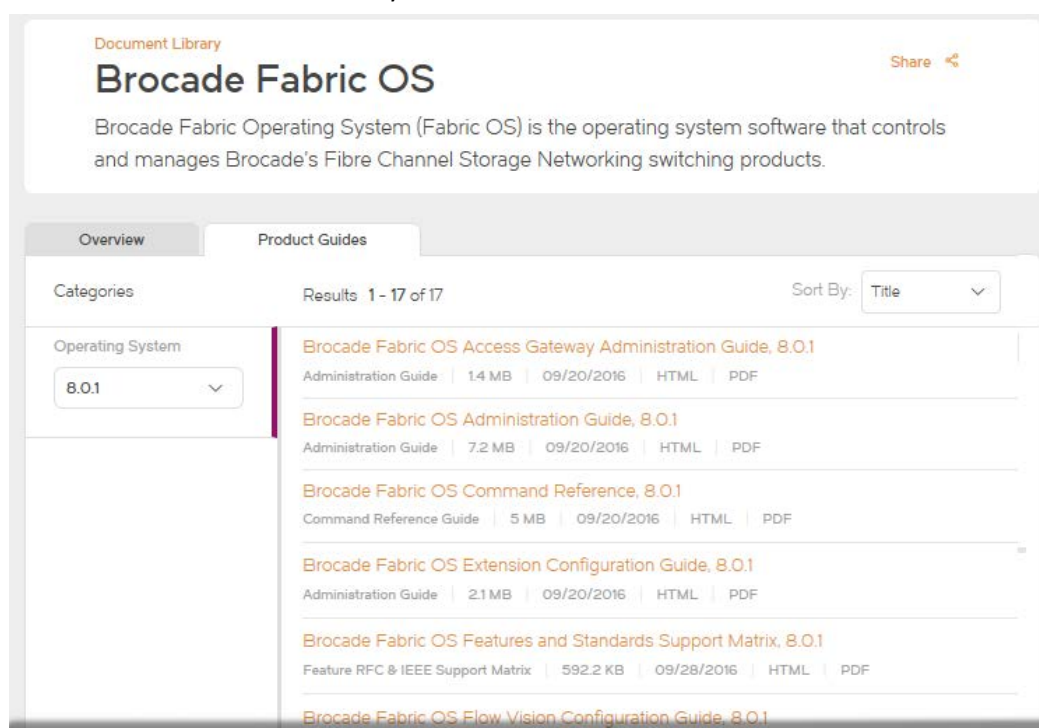 Document Library
Share
Brocade Fabric OS
Brocade Fabric Operating System (Fabric OS) is the operating system software that controls
and manages Brocade's Fibre Channel Storage Networking switching products.
Overview
Product Guides
Categories
Results 1 - 17 of 17
Sort By: Title
Operating System
8.0.1
Brocade Fabric OS Access Gateway Administration Guide, 8.0.1
Administration Guide | 1.4 MB | 09/20/2016 | HTML | PDF
Brocade Fabric OS Administration Guide, 8.0.1
Administration Guide | 7.2 MB | 09/20/2016 | HTML | PDF
Brocade Fabric OS Command Reference, 8.0.1
Command Reference Guide | 5 MB | 09/20/2016 | HTML | PDF
Brocade Fabric OS Extension Configuration Guide, 8.0.1
Administration Guide | 2.1 MB | 09/20/2016 | HTML | PDF
Brocade Fabric OS Features and Standards Support Matrix, 8.0.1
Feature RFC & IEEE Support Matrix | 592.2 KB | 09/28/2016 | HTML | PDF
Brocade Fabric OS Flow Vision Configuration Guide, 8.0.1